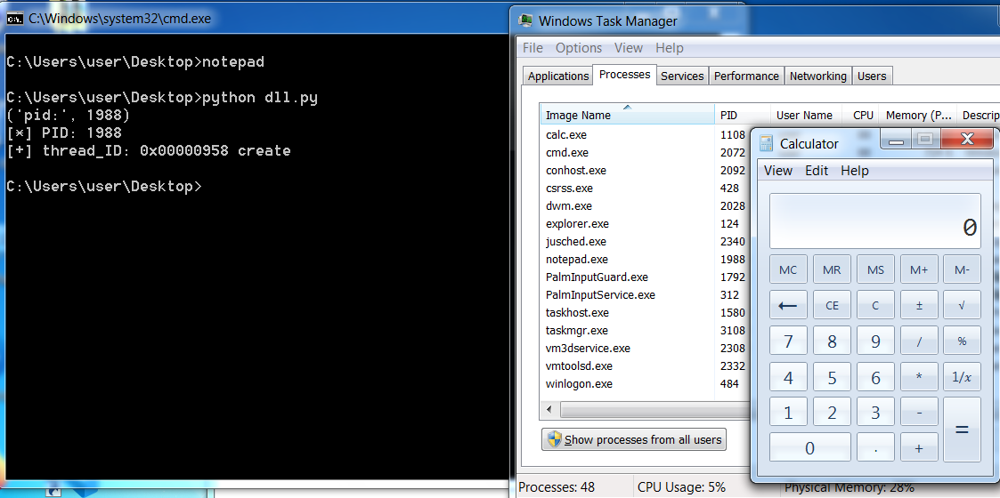 C:\Windows\system32\cmd.exe
C:\Users\user\Desktop>notepad
C:\Users\user\Desktop>python dll.py
('pid:', 1988)
[*] PID: 1988
[+] thread_ID: 0x00000958 create
C:\Users\user\Desktop>
Windows Task Manager
File Options View Help
Applications Processes Services Performance Networking Users
Image Name PID User Name CPU Memory (P... Descrip
calc.exe 1108
cmd.exe 2072
conhost.exe 2092
csrss.exe 428
dwm.exe 2028
explorer.exe 124
jusched.exe 2340
notepad.exe 1988
PalmInputGuard.exe 1792
PalmInputService.exe 312
taskhost.exe 1580
taskmgr.exe 3108
vm3dservice.exe 2308
vmtoolsd.exe 2332
winlogon.exe 484
Show processes from all users
Processes: 48 CPU Usage: 5% Physical Memory: 28%
Calculator
View Edit Help
0
MC MR MS M+ M-
← CE C ± √
7 8 9 / %
4 5 6 * 1/x
1 2 3 - =
0 . +